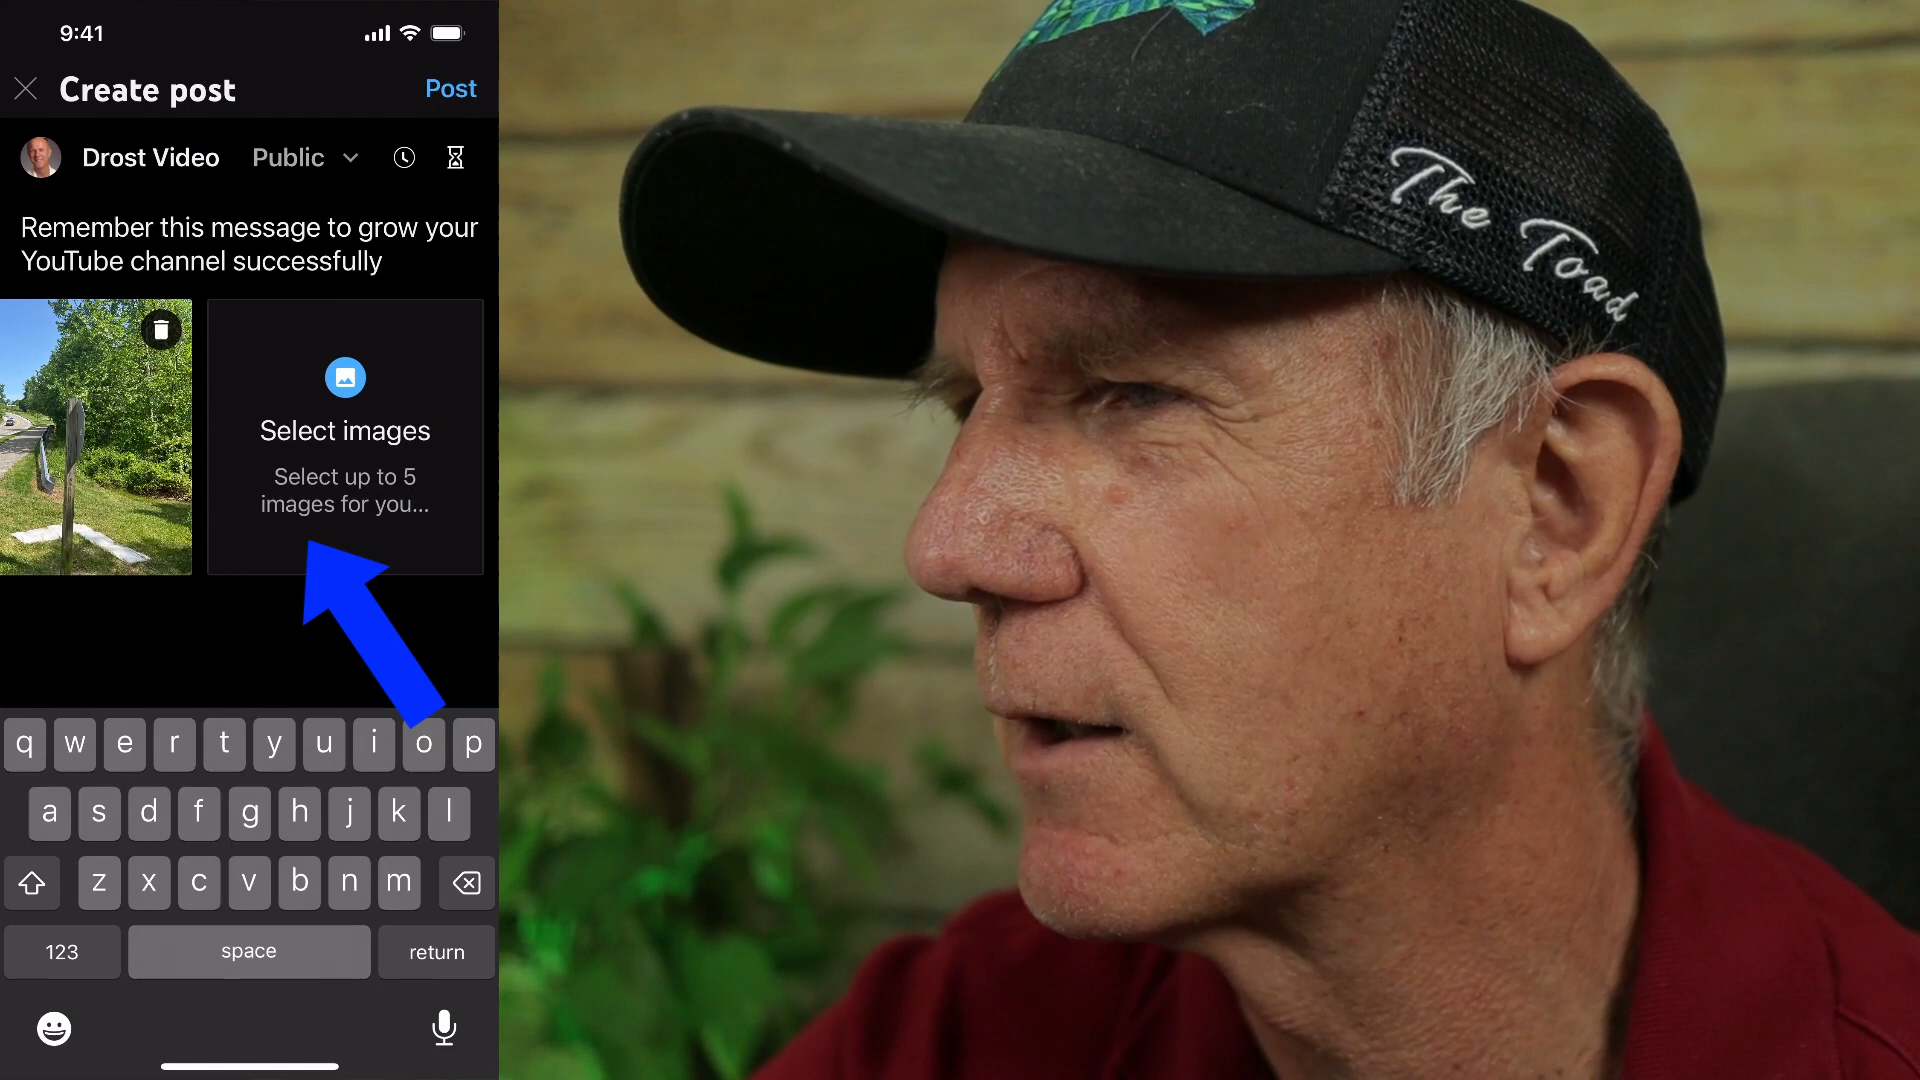 9:41
Create post
Post
Drost Video Public
Remember this message to grow your
YouTube channel successfully
Select images
Select up to 5
images for you...
q w e r t y u i o p
a s d f g h j k l
z x c v b n m
123 space return
The Toad